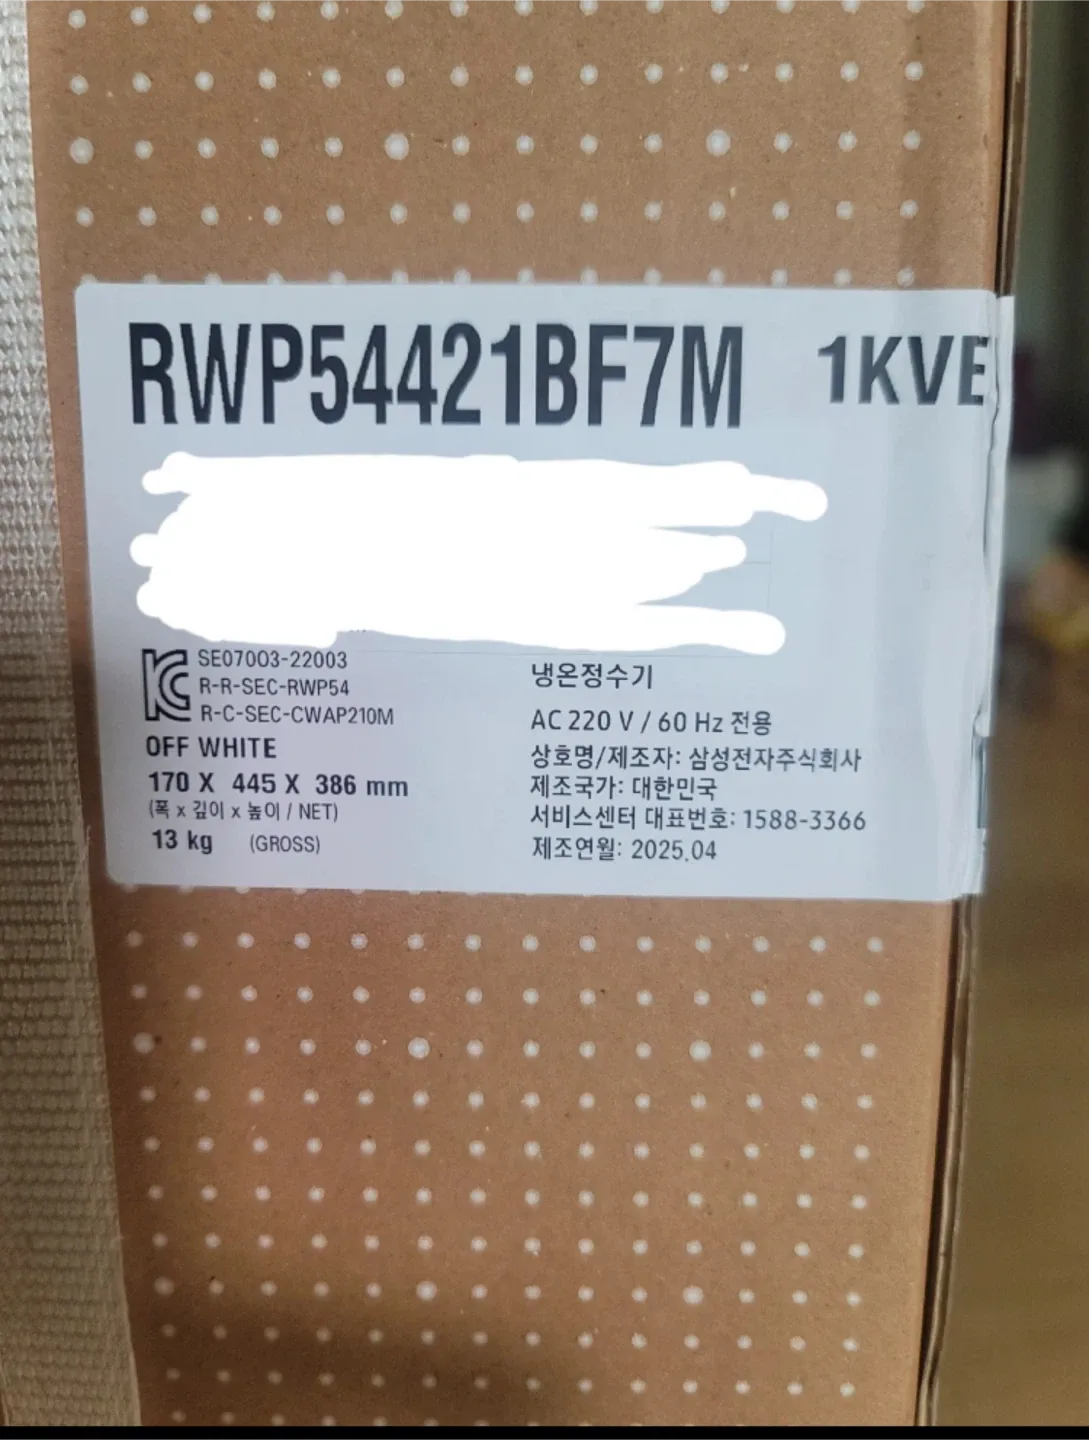 RWP54421BF7M 1KVE
SE07003-22003
R-R-SEC-RWP54
R-C-SEC-CWAP210M
OFF WHITE
170 X 445 X 386 mm
(폭 x 깊이 x 높이 / NET)
13 kg (GROSS)
냉온정수기
AC 220 V / 60 Hz 전용
상호명/제조자: 삼성전자주식회사
제조국가: 대한민국
서비스센터 대표번호: 1588-3366
제조연월: 2025.04